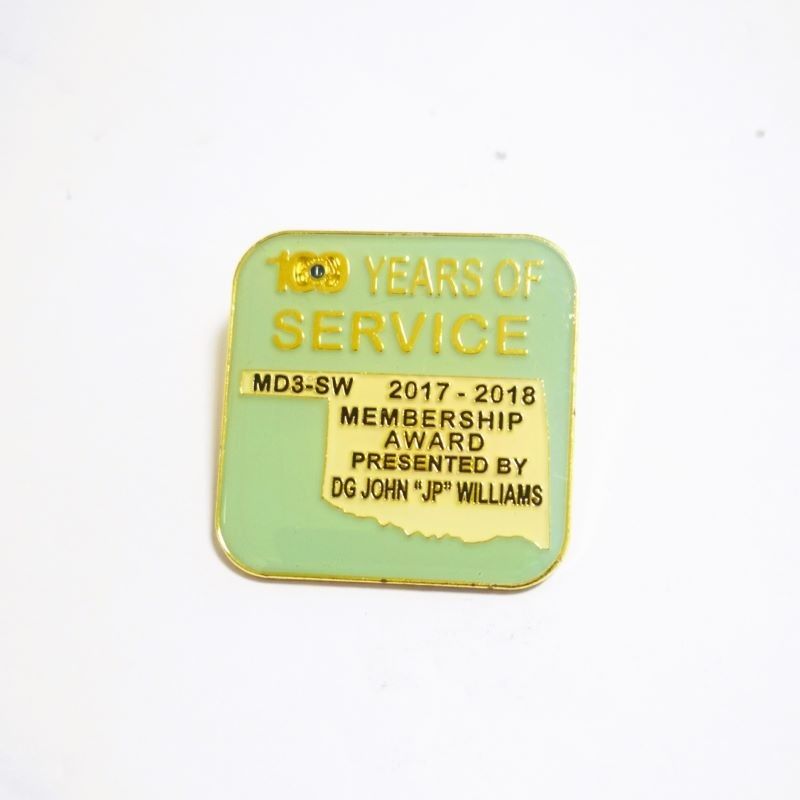 100 YEARS OF
SERVICE
MD3-SW 2017 - 2018
MEMBERSHIP
AWARD
PRESENTED BY
DG JOHN "JP" WILLIAMS